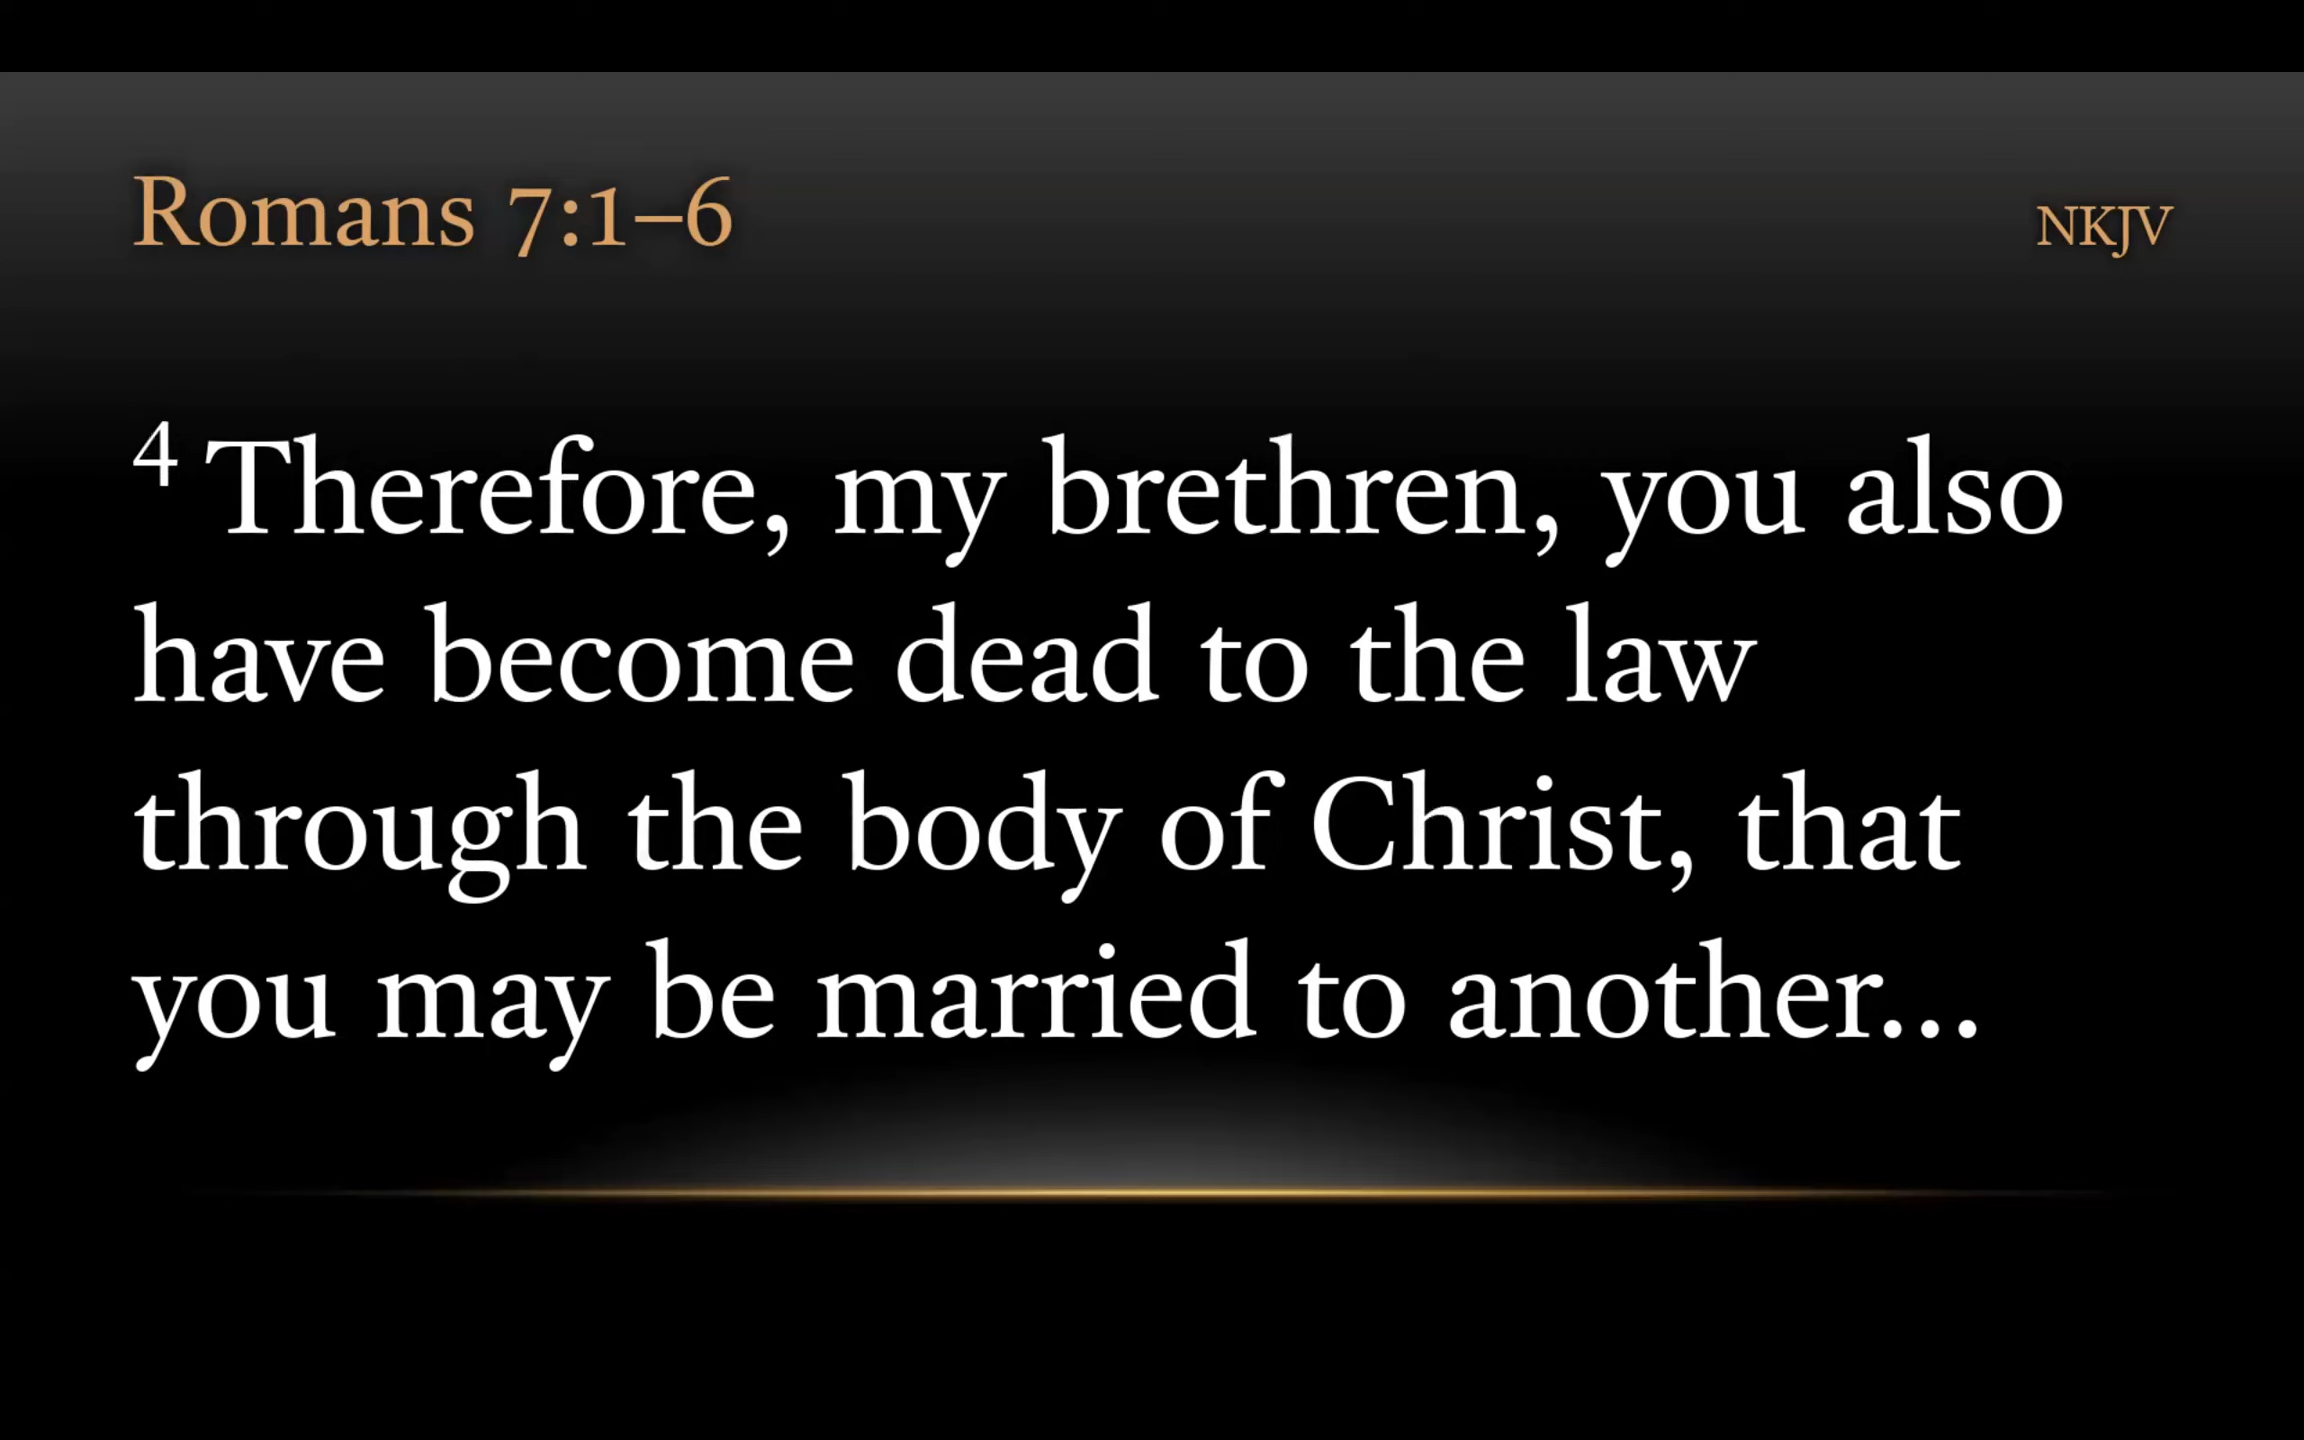 Romans 7:1–6
NKJV
4 Therefore, my brethren, you also
have become dead to the law
through the body of Christ, that
you may be married to another...